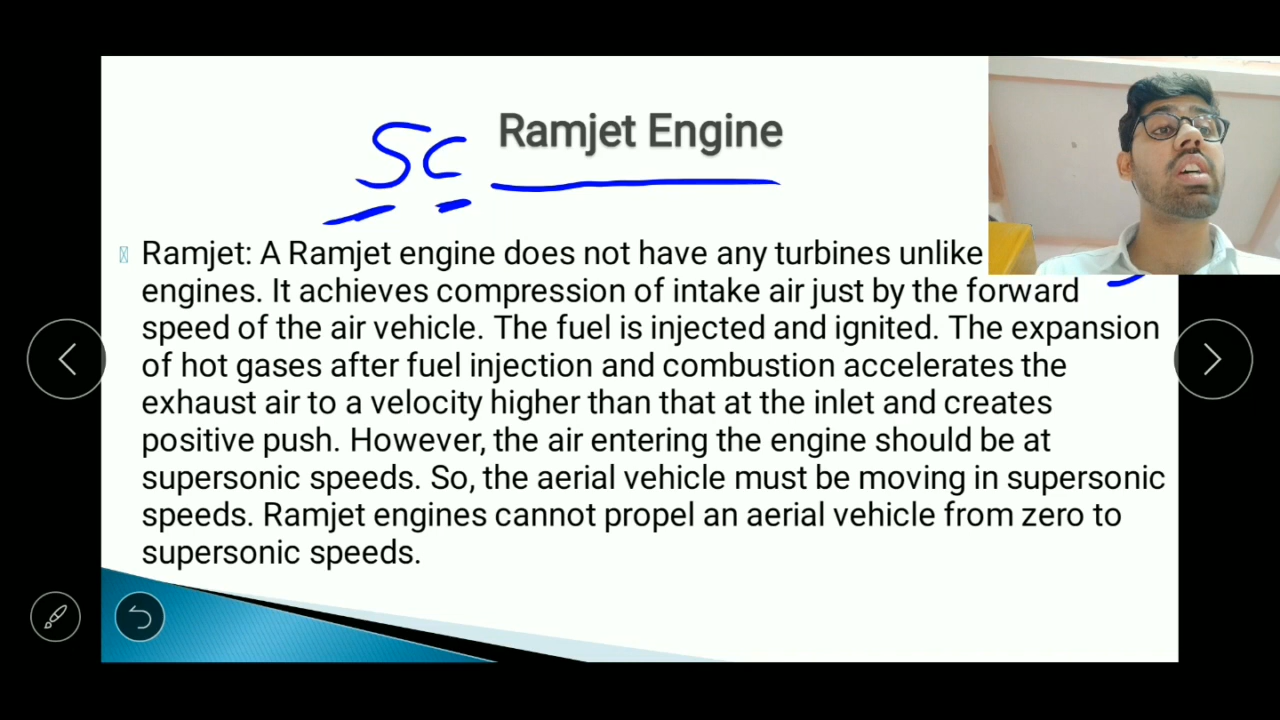 SC Ramjet Engine
Ramjet: A Ramjet engine does not have any turbines unlike
engines. It achieves compression of intake air just by the forward
speed of the air vehicle. The fuel is injected and ignited. The expansion
of hot gases after fuel injection and combustion accelerates the
exhaust air to a velocity higher than that at the inlet and creates
positive push. However, the air entering the engine should be at
supersonic speeds. So, the aerial vehicle must be moving in supersonic
speeds. Ramjet engines cannot propel an aerial vehicle from zero to
supersonic speeds.